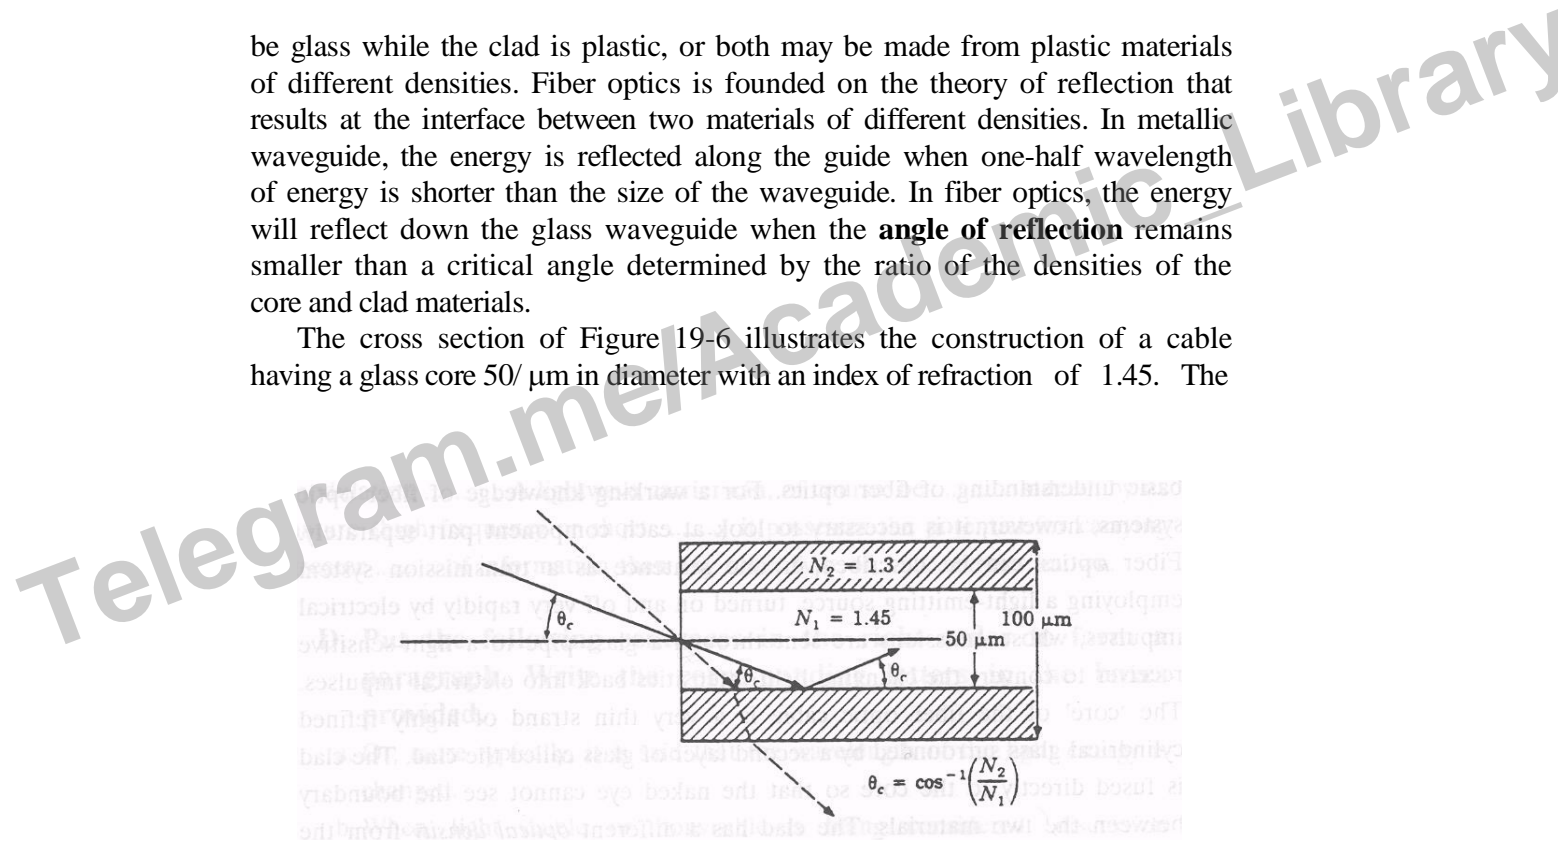 be glass while the clad is plastic, or both may be made from plastic materials
of different densities. Fiber optics is founded on the theory of reflection that
results at the interface between two materials of different densities. In metallic
waveguide, the energy is reflected along the guide when one-half wavelength
of energy is shorter than the size of the waveguide. In fiber optics, the energy
will reflect down the glass waveguide when the angle of reflection remains
smaller than a critical angle determined by the ratio of the densities of the
core and clad materials.
The cross section of Figure 19-6 illustrates the construction of a cable
having a glass core 50/ μm in diameter with an index of refraction of 1.45. The
Telegram.me/Academic_Library
N₂ = 1.3
θc
N₁ = 1.45
100 μm
50 μm
θc
θc
θc = cos⁻¹(N₂/N₁)